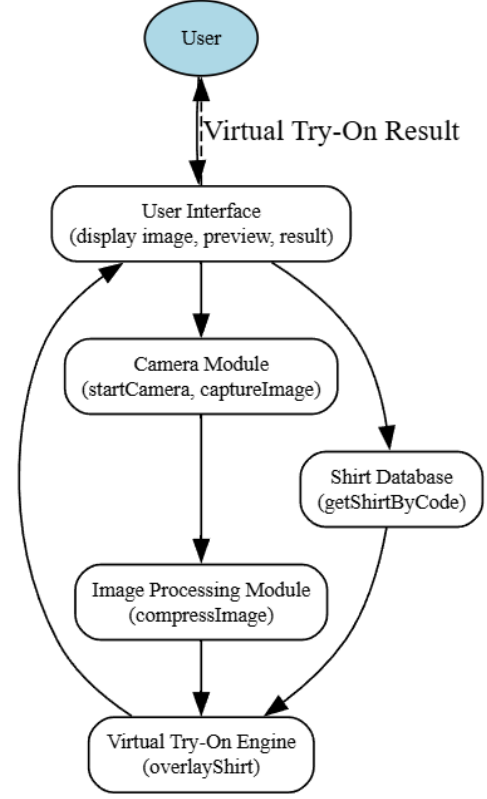 User
Virtual Try-On Result
User Interface
(display image, preview, result)
Camera Module
(startCamera, captureImage)
Shirt Database
(getShirtByCode)
Image Processing Module
(compressImage)
Virtual Try-On Engine
(overlayShirt)